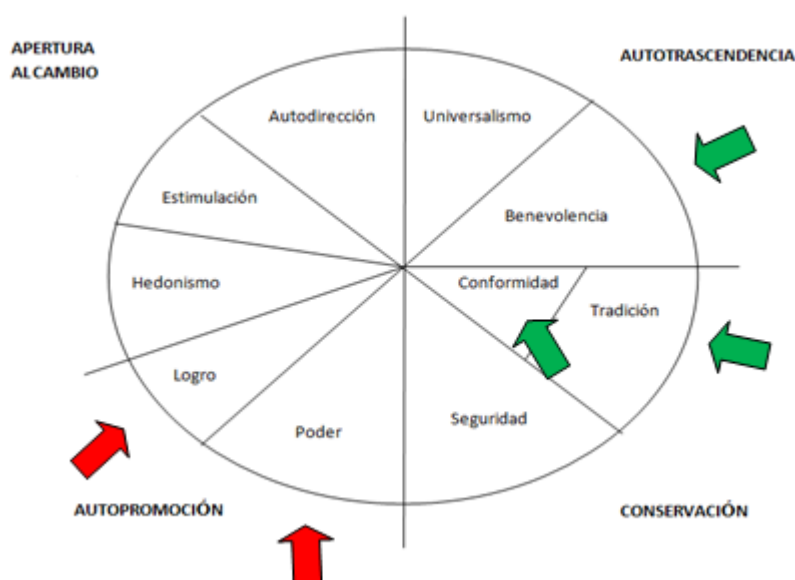 APERTURA
AL CAMBIO
AUTOTRASCENDENCIA
Autodirección
Universalismo
Estimulación
Benevolencia
Hedonismo
Conformidad
Tradición
Logro
Poder
Seguridad
AUTOPROMOCIÓN
CONSERVACIÓN